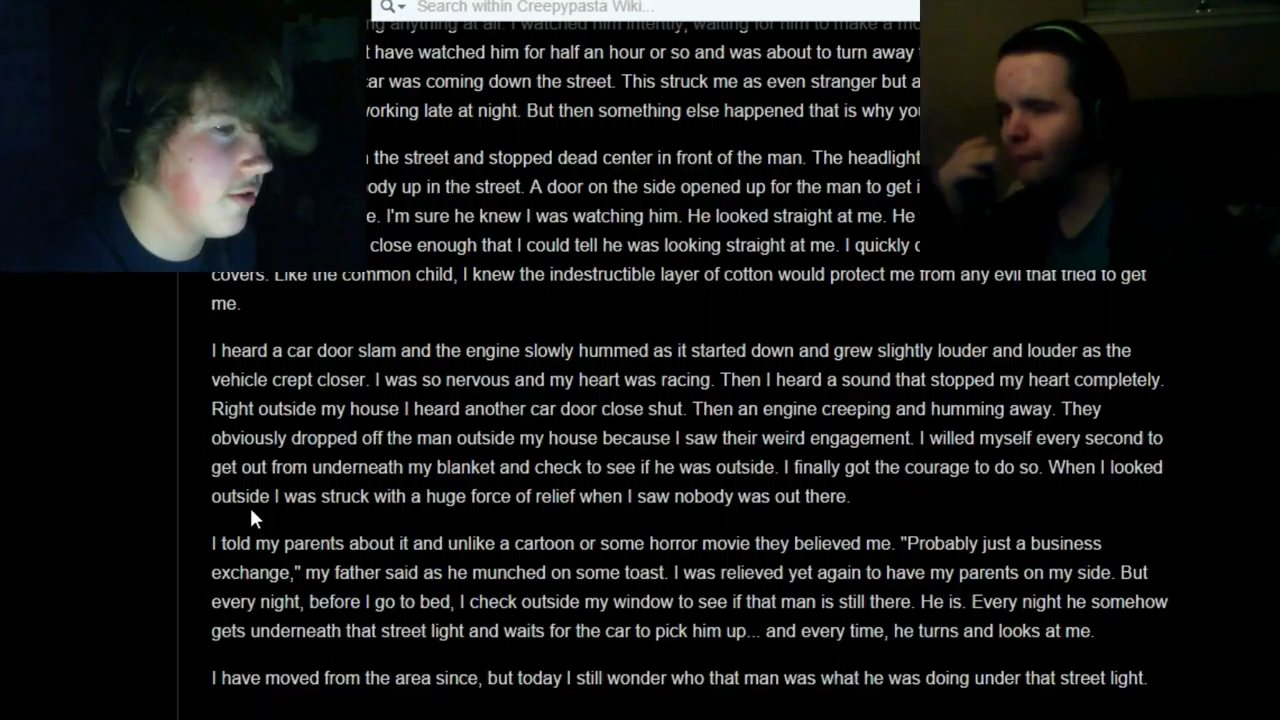 Search within Creepypasta Wiki...
ng anything at all. I watched him intently, waiting for him to make a mo
t have watched him for half an hour or so and was about to turn away
car was coming down the street. This struck me as even stranger but a
working late at night. But then something else happened that is why you
n the street and stopped dead center in front of the man. The headlight
ody up in the street. A door on the side opened up for the man to get i
e. I'm sure he knew I was watching him. He looked straight at me. He
close enough that I could tell he was looking straight at me. I quickly
covers. Like the common child, I knew the indestructible layer of cotton would protect me from any evil that tried to get
me.
I heard a car door slam and the engine slowly hummed as it started down and grew slightly louder and louder as the
vehicle crept closer. I was so nervous and my heart was racing. Then I heard a sound that stopped my heart completely.
Right outside my house I heard another car door close shut. Then an engine creeping and humming away. They
obviously dropped off the man outside my house because I saw their weird engagement. I willed myself every second to
get out from underneath my blanket and check to see if he was outside. I finally got the courage to do so. When I looked
outside I was struck with a huge force of relief when I saw nobody was out there.
I told my parents about it and unlike a cartoon or some horror movie they believed me. "Probably just a business
exchange," my father said as he munched on some toast. I was relieved yet again to have my parents on my side. But
every night, before I go to bed, I check outside my window to see if that man is still there. He is. Every night he somehow
gets underneath that street light and waits for the car to pick him up... and every time, he turns and looks at me.
I have moved from the area since, but today I still wonder who that man was what he was doing under that street light.